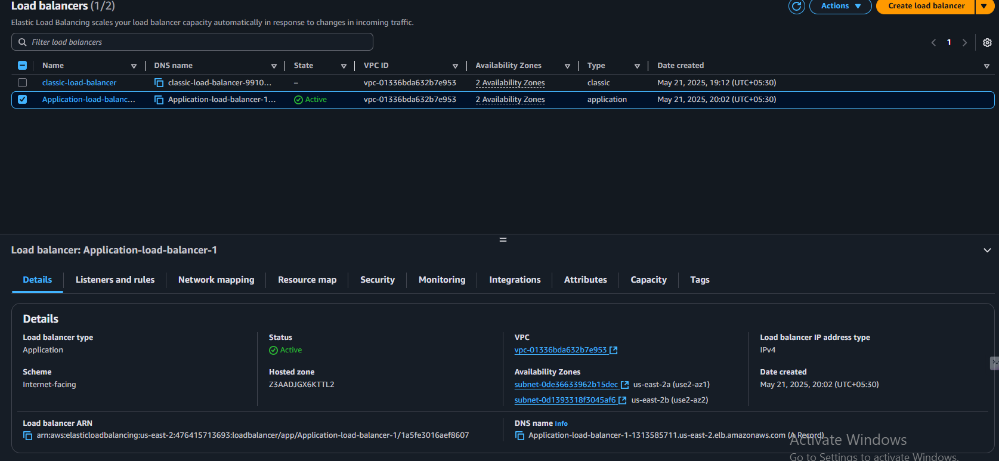 Load balancers (1/2)
Actions
Create load balancer
Elastic Load Balancing scales your load balancer capacity automatically in response to changes in incoming traffic.
Filter load balancers
1
Name DNS name State VPC ID Availability Zones Type Date created
classic-load-balancer classic-load-balancer-9910... – vpc-01336bda632b7e953 2 Availability Zones classic May 21, 2025, 19:12 (UTC+05:30)
Application-load-balanc... Application-load-balancer-1... Active vpc-01336bda632b7e953 2 Availability Zones application May 21, 2025, 20:02 (UTC+05:30)
Load balancer: Application-load-balancer-1
Details Listeners and rules Network mapping Resource map Security Monitoring Integrations Attributes Capacity Tags
Details
Load balancer type Status VPC Load balancer IP address type
Application Active vpc-01336bda632b7e953 IPv4
Scheme Hosted zone Availability Zones Date created
Internet-facing Z3AADJGX6KTTL2 subnet-0de36633962b15dec us-east-2a (use2-az1) May 21, 2025, 20:02 (UTC+05:30)
subnet-0d1393318f3045af6 us-east-2b (use2-az2)
Load balancer ARN DNS name Info
arn:aws:elasticloadbalancing:us-east-2:476415713693:loadbalancer/app/Application-load-balancer-1/1a5fe3016aef8607 Application-load-balancer-1-1313585711.us-east-2.elb.amazonaws.com (A Record)
Activate Windows
Go to Settings to activate Windows.